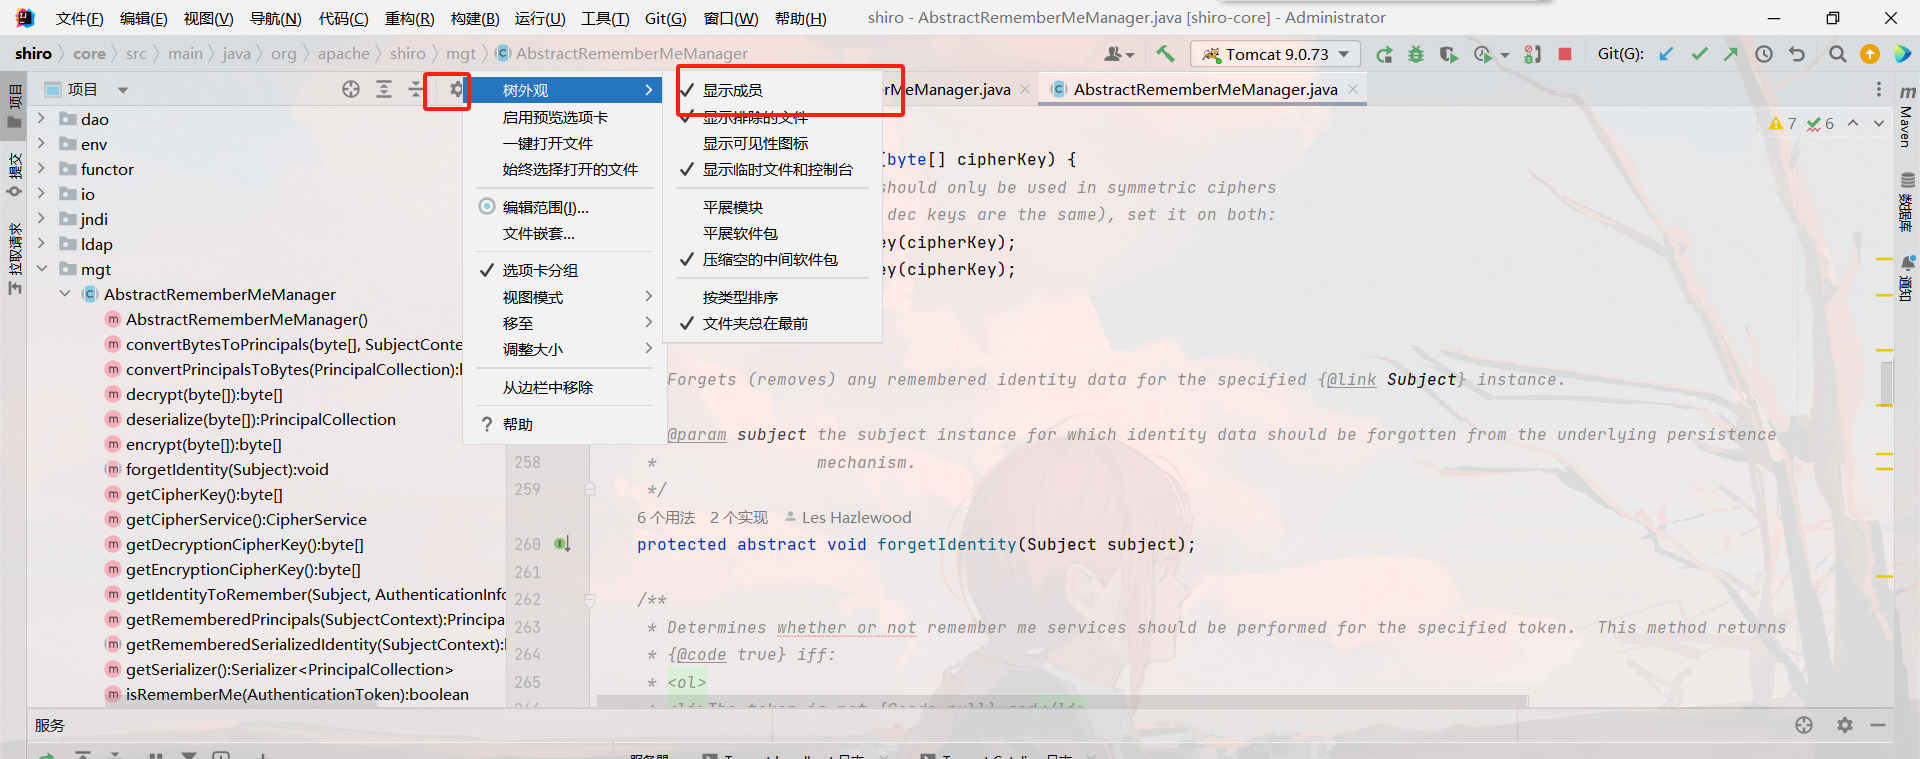 文件(F) 编辑(E) 视图(V) 导航(N) 代码(C) 重构(R) 构建(B) 运行(U) 工具(T) Git(G) 窗口(W) 帮助(H) shiro - AbstractRememberMeManager.java [shiro-core] - Administrator
shiro core src main java org apache shiro mgt AbstractRememberMeManager Tomcat 9.0.73 Git(G):
项目
提交
拉取请求
项目
dao
env
functor
io
jndi
ldap
mgt
AbstractRememberMeManager
AbstractRememberMeManager()
convertBytesToPrincipals(byte[], SubjectConte
convertPrincipalsToBytes(PrincipalCollection):
decrypt(byte[]):byte[]
deserialize(byte[]):PrincipalCollection
encrypt(byte[]):byte[]
forgetIdentity(Subject):void
getCipherKey():byte[]
getCipherService():CipherService
getDecryptionCipherKey():byte[]
getEncryptionCipherKey():byte[]
getIdentityToRemember(Subject, AuthenticationInfo
getRememberedPrincipals(SubjectContext):Principa
getRememberedSerializedIdentity(SubjectContext):
getSerializer():Serializer<PrincipalCollection>
isRememberMe(AuthenticationToken):boolean
树外观
启用预览选项卡
一键打开文件
始终选择打开的文件
编辑范围(I)...
文件嵌套...
选项卡分组
视图模式
移至
调整大小
从边栏中移除
? 帮助
显示成员
显示排除的文件
显示可见性图标
显示临时文件和控制台
平展模块
平展软件包
压缩空的中间软件包
按类型排序
文件夹总在最前
rMeManager.java AbstractRememberMeManager.java
7 6
(byte[] cipherKey) {
should only be used in symmetric ciphers
dec keys are the same), set it on both:
ey(cipherKey);
ey(cipherKey);
Forgets (removes) any remembered identity data for the specified {@link Subject} instance.
@param subject the subject instance for which identity data should be forgotten from the underlying persistence
258 * mechanism.
259 */
6 个用法 2 个实现 Les Hazlewood
260 protected abstract void forgetIdentity(Subject subject);
261
262 /**
263 * Determines whether or not remember me services should be performed for the specified token. This method returns
264 * {@code true} iff:
265 * <ol>
m
Maven
数据库
通知
服务